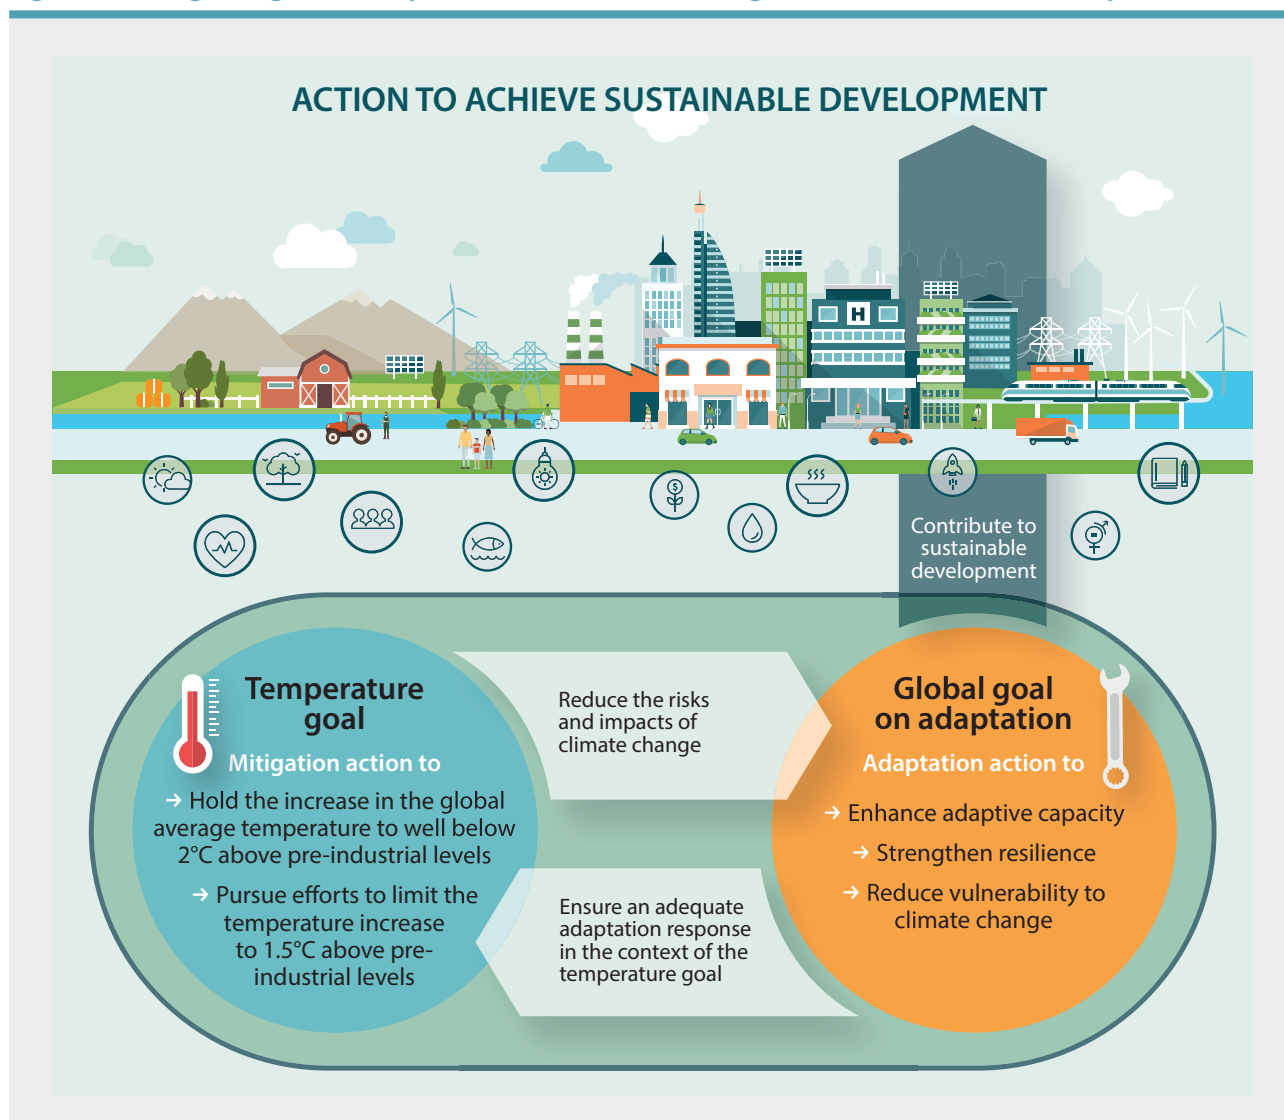 ACTION TO ACHIEVE SUSTAINABLE DEVELOPMENT
H
$
Contribute to
sustainable
development
Temperature
goal
Mitigation action to
→ Hold the increase in the global
average temperature to well below
2°C above pre-industrial levels
→ Pursue efforts to limit the
temperature increase
to 1.5°C above pre-
industrial levels
Reduce the risks
and impacts of
climate change
Ensure an adequate
adaptation response
in the context of the
temperature goal
Global goal
on adaptation
Adaptation action to
→ Enhance adaptive capacity
→ Strengthen resilience
→ Reduce vulnerability to
climate change